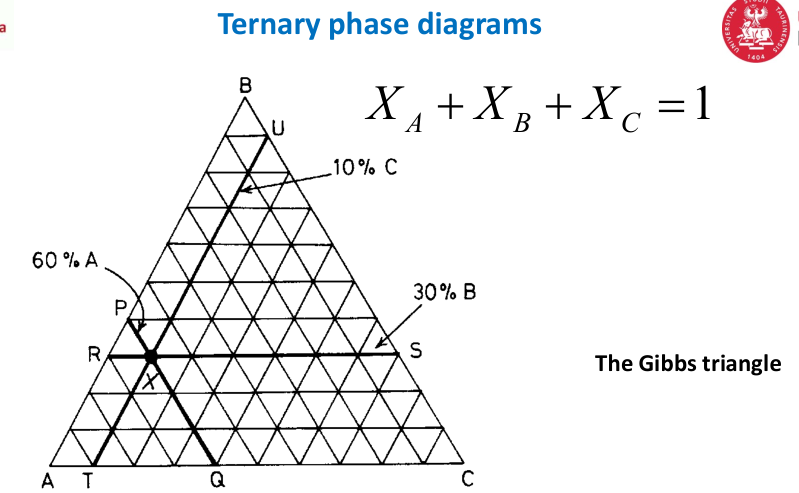 a
Ternary phase diagrams
UNIVERSITAS
TAURINENSIS
1404
X_A + X_B + X_C = 1
B
U
10% C
60% A
P
30% B
R
S
X
The Gibbs triangle
A T Q C